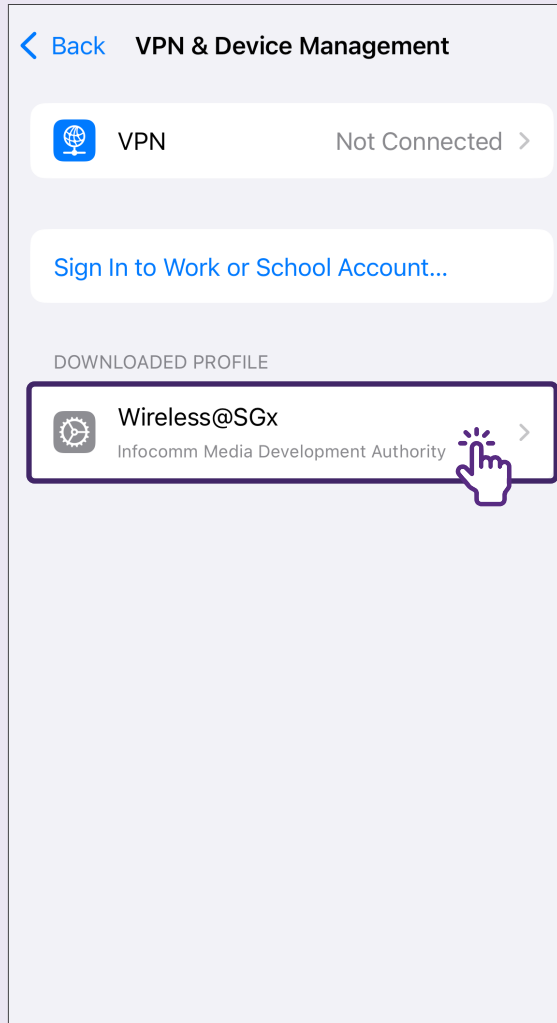 Back VPN & Device Management
VPN Not Connected
Sign In to Work or School Account...
DOWNLOADED PROFILE
Wireless@SGx
Infocomm Media Development Authority